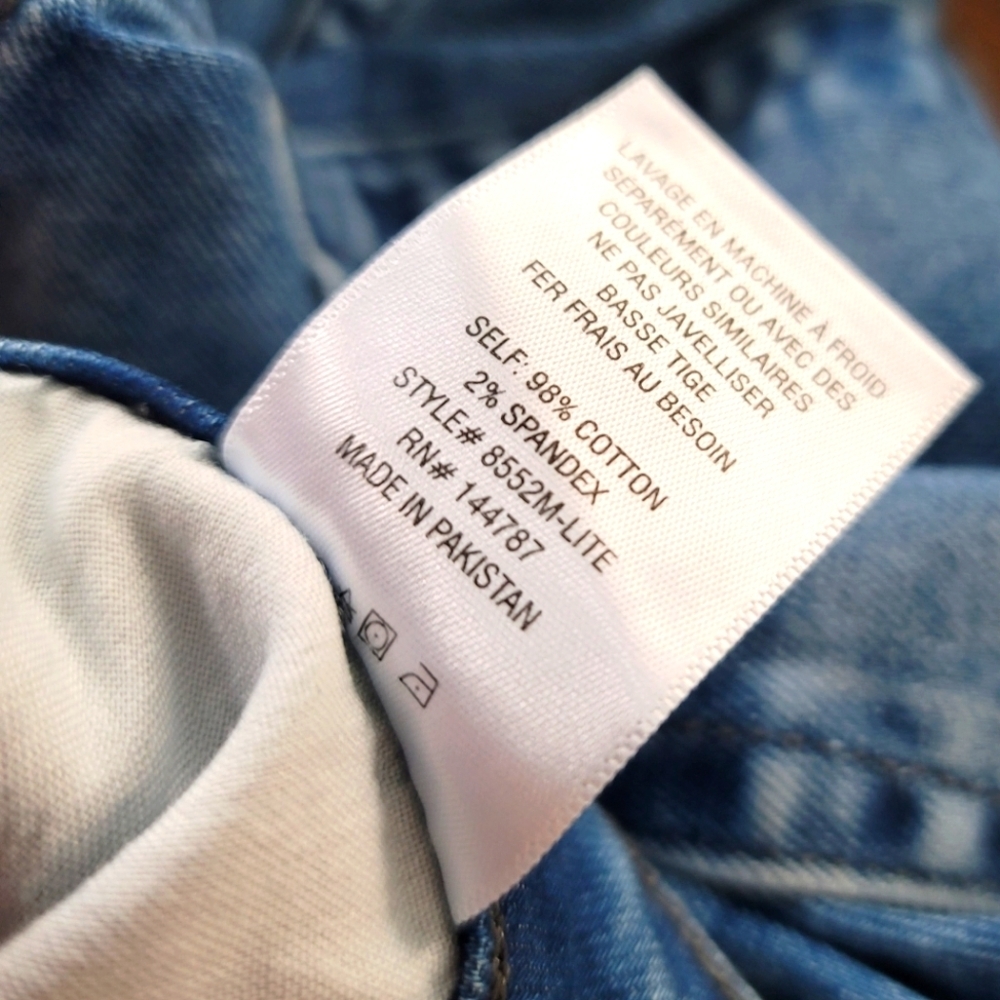 LAVAGE EN MACHINE À FROID
SEPAREMENT OU AVEC DES
COULEURS SIMILAIRES
NE PAS JAVELLISER
BASSE TIGE
FER FRAIS AU BESOIN
SELF: 98% COTTON
2% SPANDEX
STYLE# 8552M-LITE
RN# 144787
MADE IN PAKISTAN